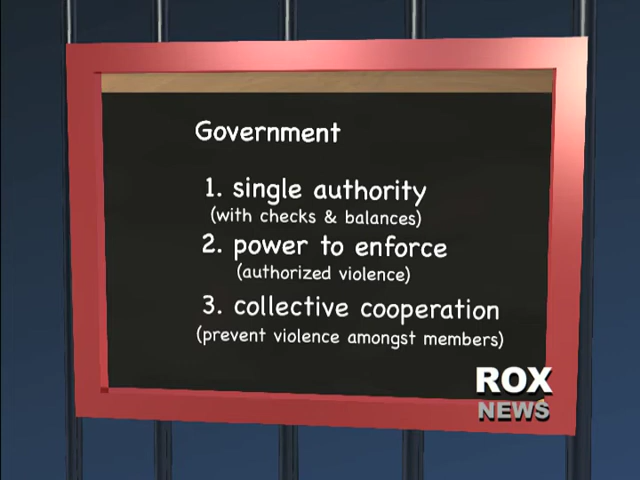 Government
1. single authority
(with checks & balances)
2. power to enforce
(authorized violence)
3. collective cooperation
(prevent violence amongst members)
ROX
NEWS